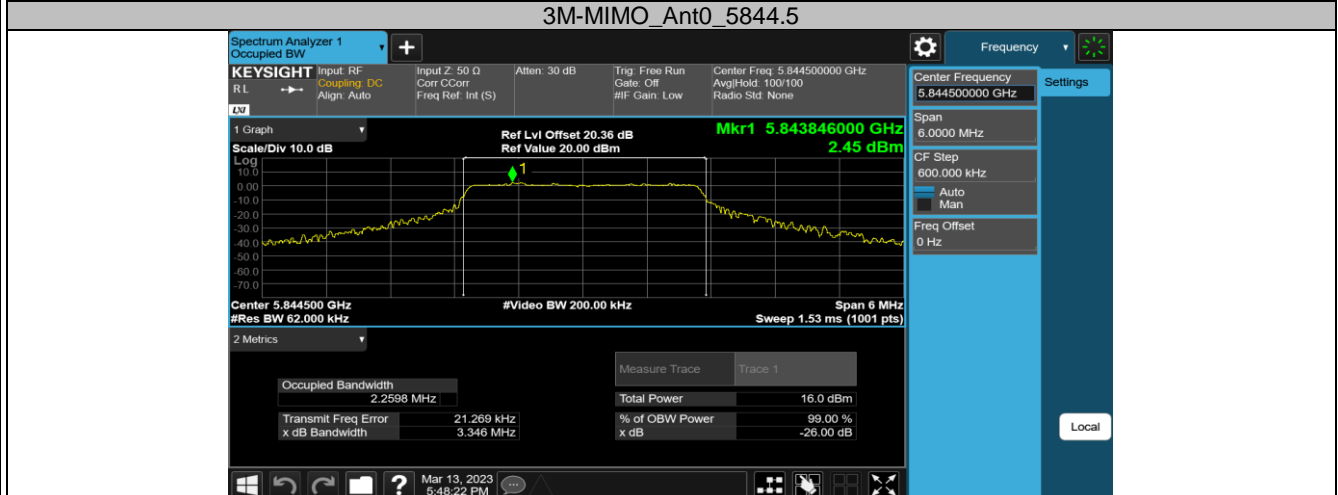 3M-MIMO_Ant0_5844.5
Spectrum Analyzer 1
Occupied BW
Frequency
KEYSIGHT
RL
LXI
Input: RF
Coupling: DC
Align: Auto
Input Z: 50 Ω
Corr CCorr
Freq Ref: Int (S)
Atten: 30 dB
Trig: Free Run
Gate: Off
#IF Gain: Low
Center Freq: 5.844500000 GHz
Avg|Hold: 100/100
Radio Std: None
Center Frequency
5.844500000 GHz
Settings
Span
6.0000 MHz
CF Step
600.000 kHz
Auto
Man
Freq Offset
0 Hz
Local
1 Graph
Scale/Div 10.0 dB
Ref Lvl Offset 20.36 dB
Ref Value 20.00 dBm
Mkr1 5.843846000 GHz
2.45 dBm
Log
10.0
0.00
-10.0
-20.0
-30.0
-40.0
-50.0
-60.0
-70.0
1
Center 5.844500 GHz
#Video BW 200.00 kHz
Span 6 MHz
#Res BW 62.000 kHz
Sweep 1.53 ms (1001 pts)
2 Metrics
Measure Trace Trace 1
Occupied Bandwidth
2.2598 MHz
Total Power 16.0 dBm
Transmit Freq Error 21.269 kHz
% of OBW Power 99.00 %
x dB Bandwidth 3.346 MHz
x dB -26.00 dB
?
Mar 13, 2023
5:48:22 PM